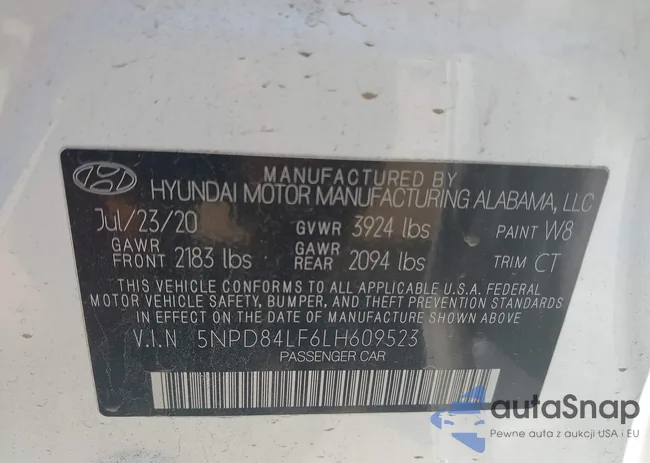 MANUFACTURED BY
HYUNDAI MOTOR MANUFACTURING ALABAMA, LLC
Jul/23/20 GVWR 3924 lbs PAINT W8
GAWR FRONT 2183 lbs GAWR REAR 2094 lbs TRIM CT
THIS VEHICLE CONFORMS TO ALL APPLICABLE U.S.A. FEDERAL
MOTOR VEHICLE SAFETY, BUMPER, AND THEFT PREVENTION STANDARDS
IN EFFECT ON THE DATE OF MANUFACTURE SHOWN ABOVE.
V.I.N 5NPD84LF6LH609523
PASSENGER CAR
autaSnap
Pewne auta z aukcji USA i EU